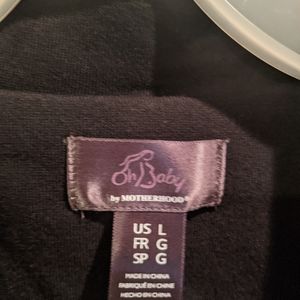 Oh Baby
by MOTHERHOOD®
US L
FR G
SP G
MADE IN CHINA
FABRIQUÉ EN CHINE
HECHO EN CHINA